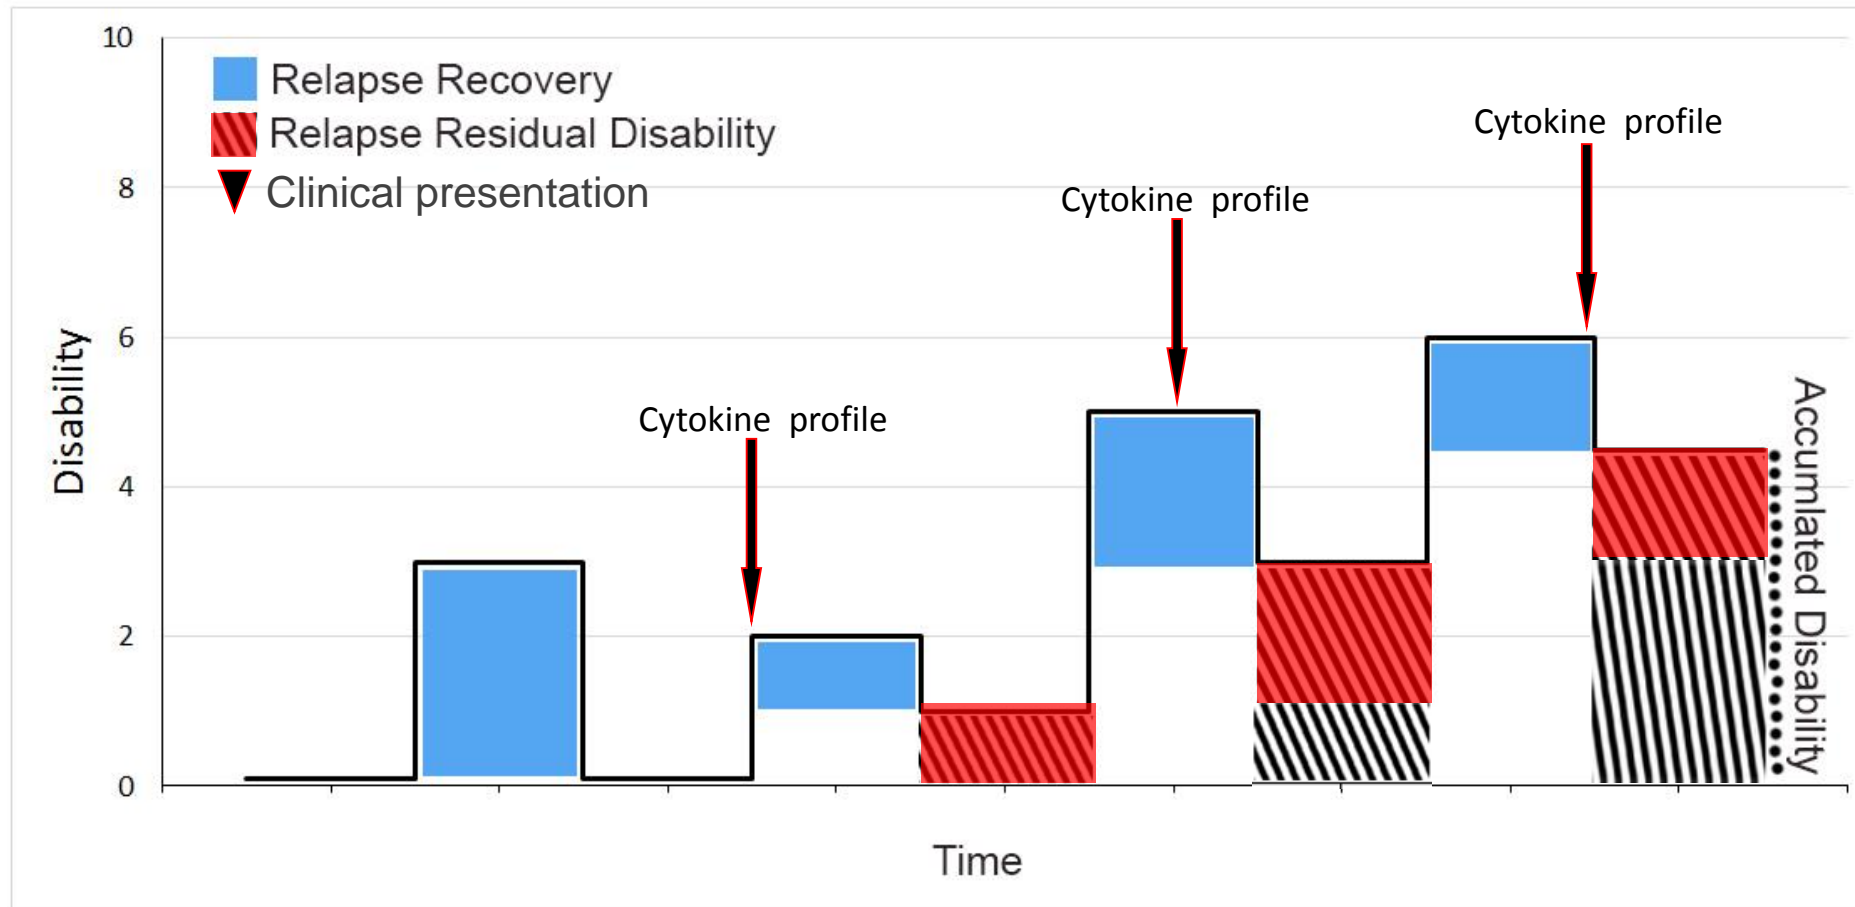 10
Relapse Recovery
Relapse Residual Disability
Clinical presentation
Cytokine profile
Cytokine profile
Cytokine profile
8
6
4
2
0
Disability
Accumlated Disability
Time